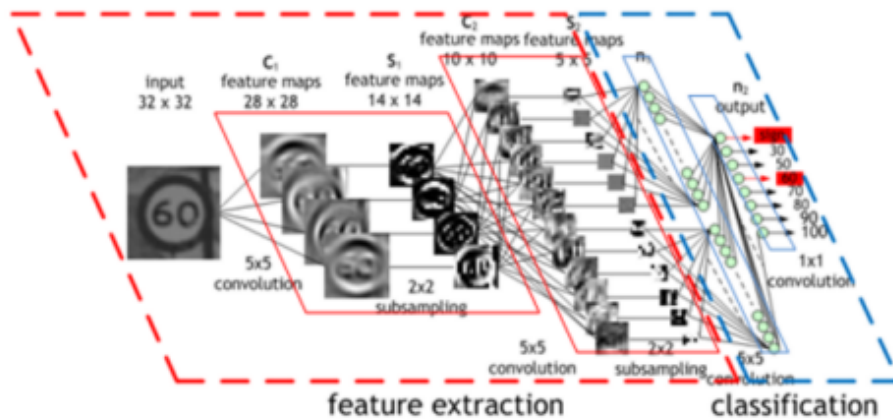 input
32 x 32
C1
feature maps
28 x 28
S1
feature maps
14 x 14
C2
feature maps
10 x 10
S2
feature maps
5 x 5
n1
n2
output
sign
30
50
60
70
80
90
100
60
5x5
convolution
2x2
subsampling
5x5
convolution
2x2
subsampling
convolution
1x1
convolution
feature extraction
classification